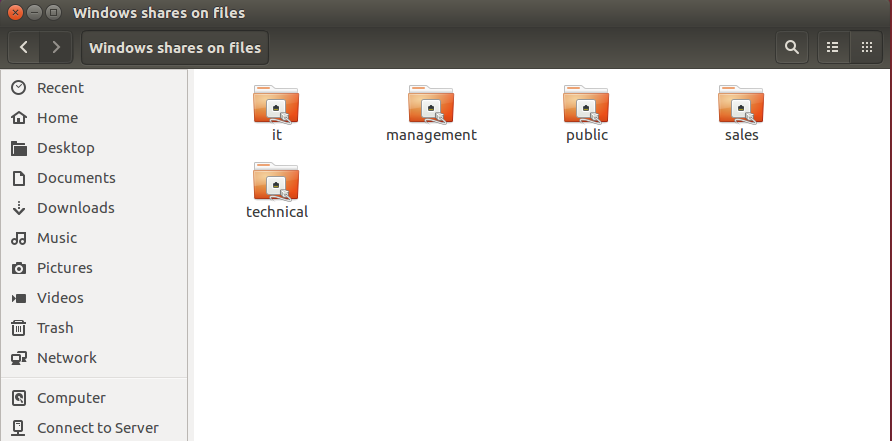 Windows shares on files
Windows shares on files
Recent
Home
Desktop
Documents
Downloads
Music
Pictures
Videos
Trash
Network
Computer
Connect to Server
it
management
public
sales
technical